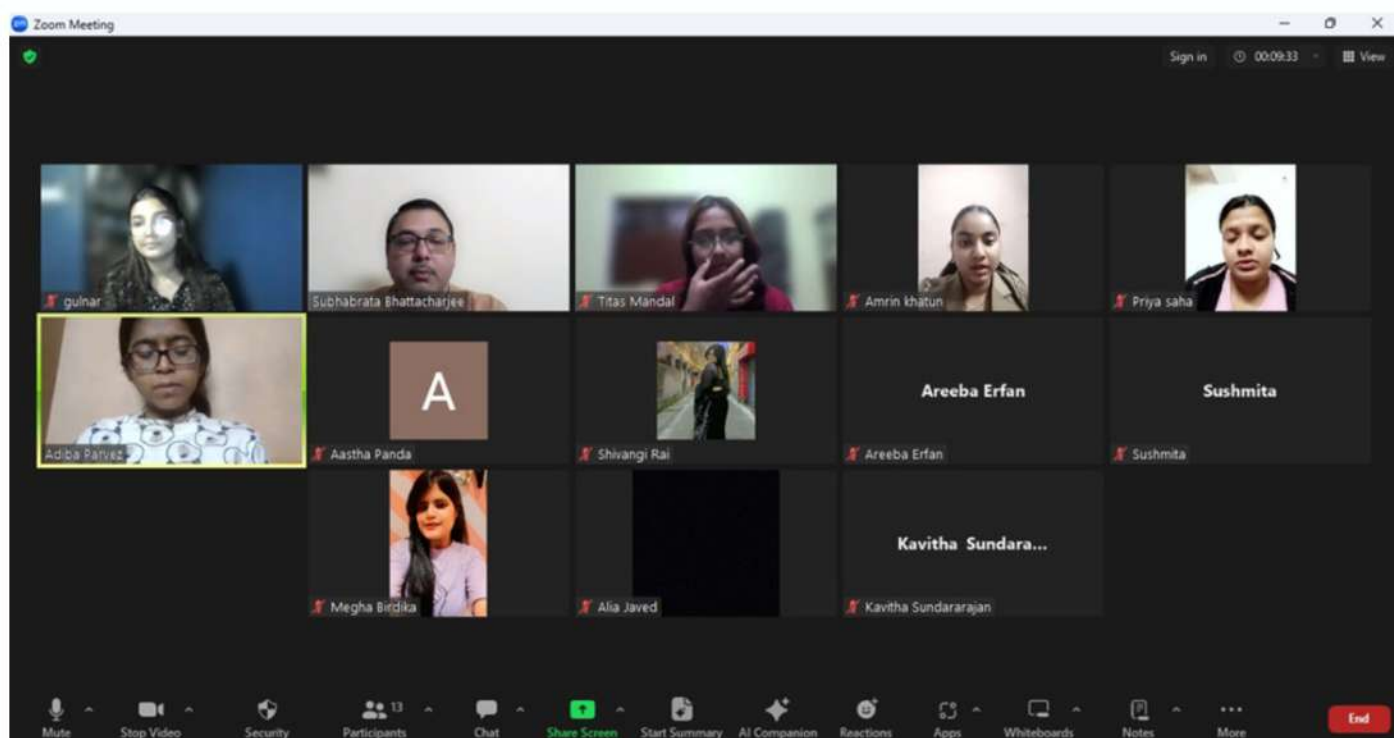 zm Zoom Meeting
Sign in 00:09:33 View
gulnar
Subhabrata Bhattacharjee
Titas Mandal
Amrin khatun
Priya saha
Adiba Parvez
A
Aastha Panda
Shivangi Rai
Areeba Erfan
Areeba Erfan
Sushmita
Sushmita
Megha Birdika
Alia Javed
Kavitha Sundara...
Kavitha Sundararajan
Mute Stop Video Security Participants 13 Chat Share Screen Start Summary AI Companion Reactions Apps Whiteboards Notes More End